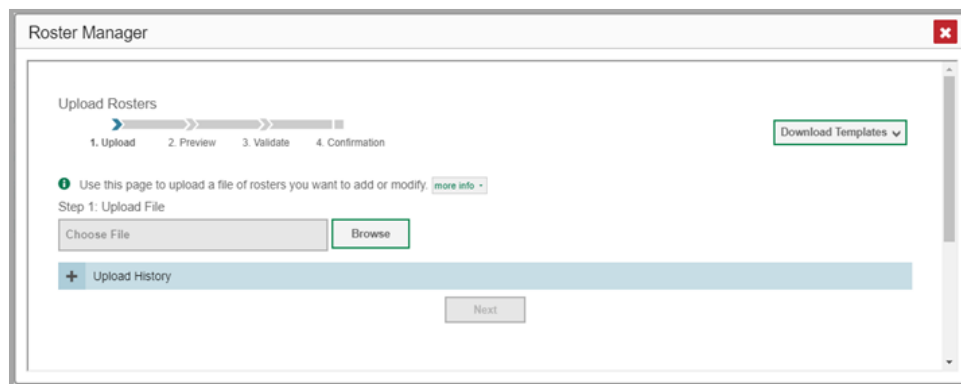 Roster Manager
Upload Rosters
1. Upload 2. Preview 3. Validate 4. Confirmation
Download Templates
Use this page to upload a file of rosters you want to add or modify. more info
Step 1: Upload File
Choose File Browse
Upload History
Next